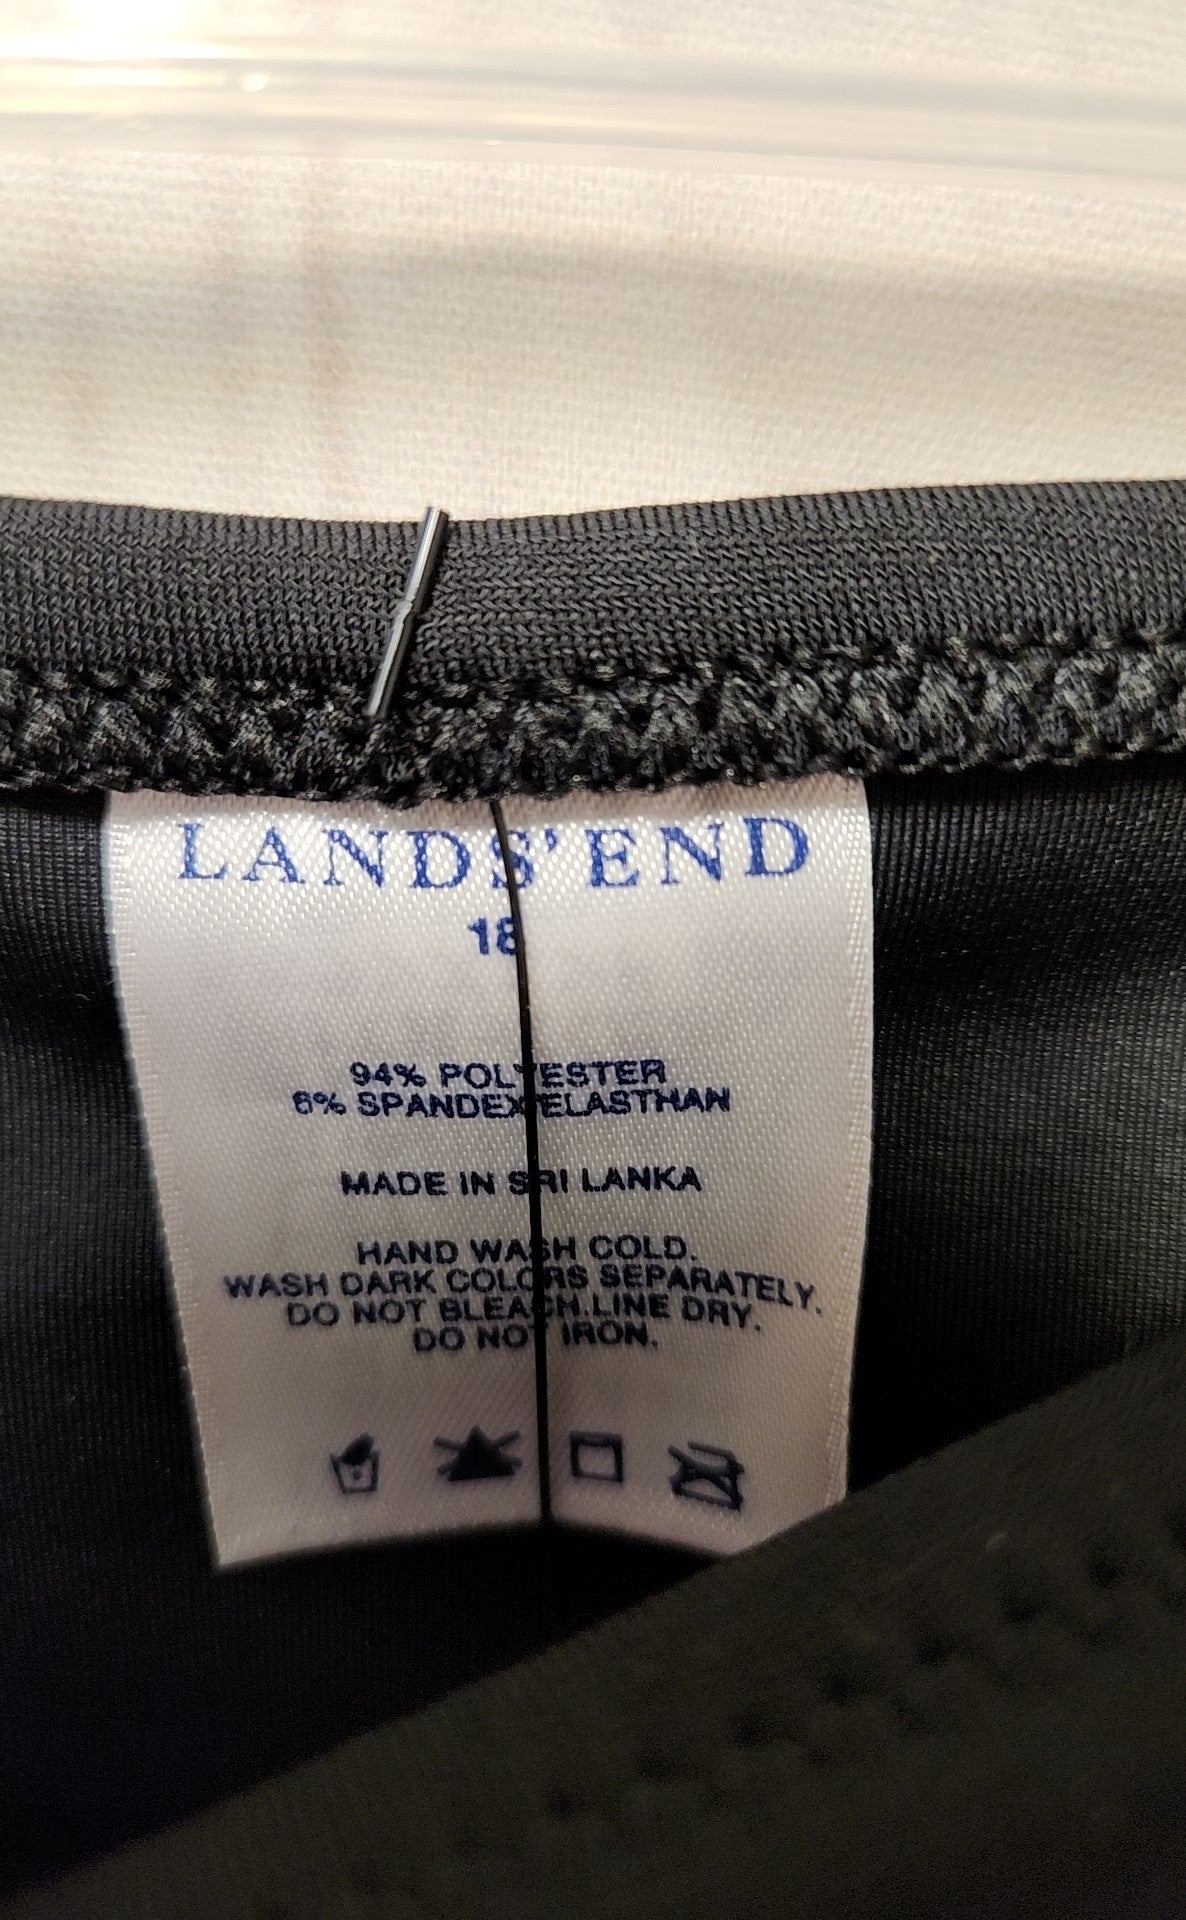 LANDS' END
18
94% POLYESTER
6% SPANDEX/ELASTHAN
MADE IN SRI LANKA
HAND WASH COLD.
WASH DARK COLORS SEPARATELY.
DO NOT BLEACH.LINE DRY.
DO NOT IRON.